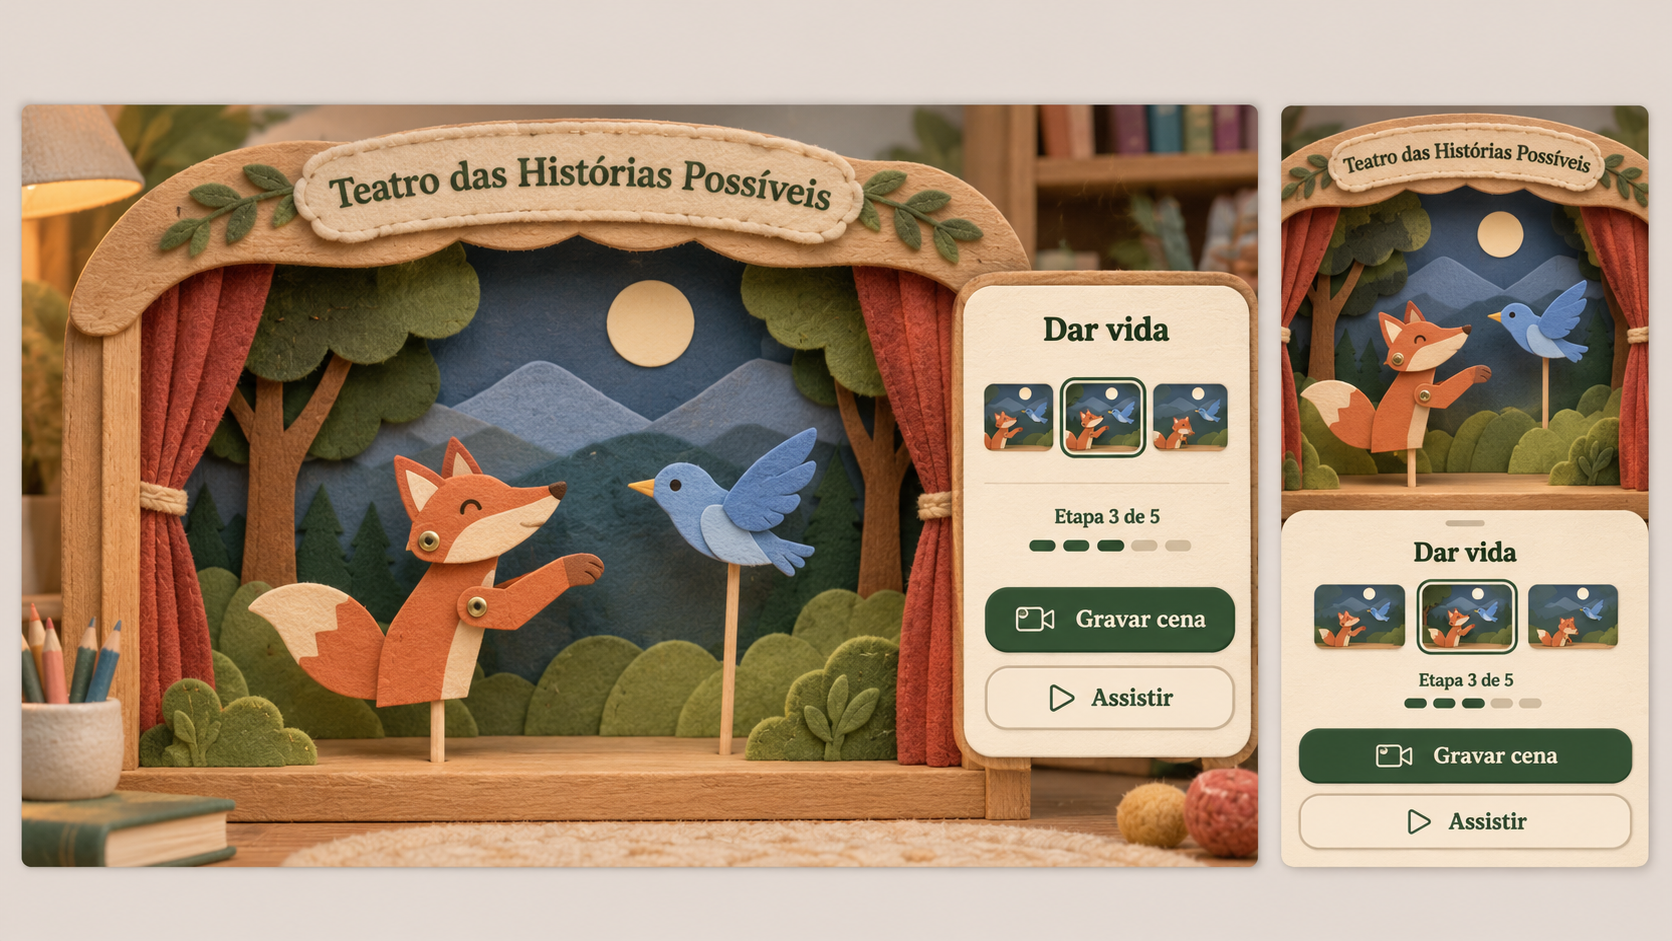 Teatro das Histórias Possíveis
Dar vida
Etapa 3 de 5
Gravar cena
Assistir
Teatro das Histórias Possíveis
Dar vida
Etapa 3 de 5
Gravar cena
Assistir